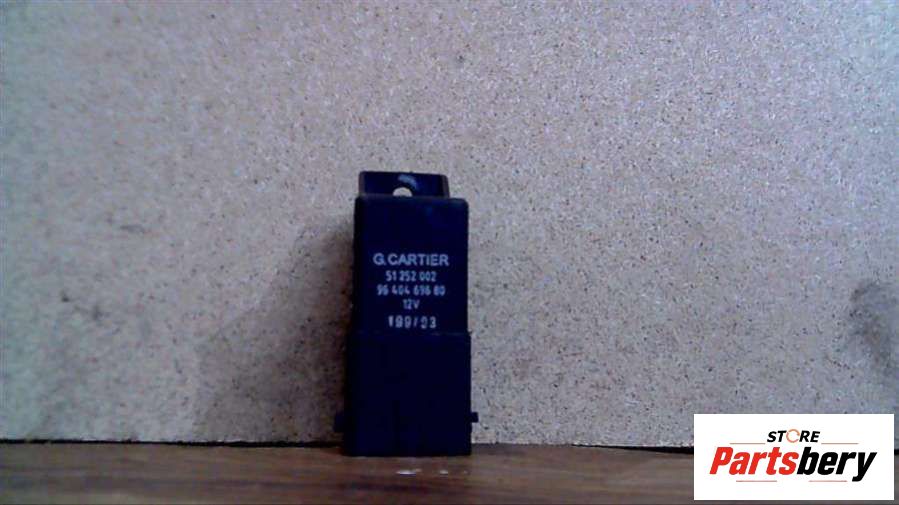 G.CARTIER
51 252 002
96 404 696 80
12V
199/03
STORE
Partsbery